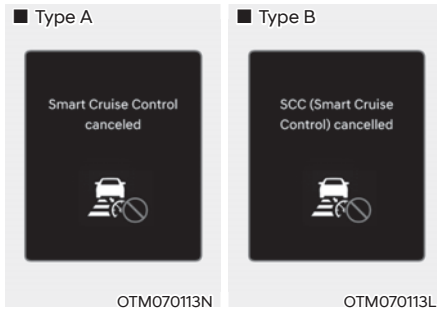 ■ Type A
Smart Cruise Control
canceled
OTM070113N
■ Type B
SCC (Smart Cruise
Control) cancelled
OTM070113L